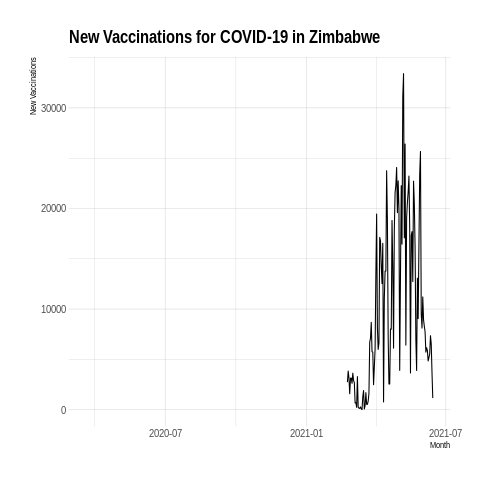 New Vaccinations for COVID-19 in Zimbabwe
New Vaccinations
30000
20000
10000
0
2020-07
2021-01
2021-07
Month